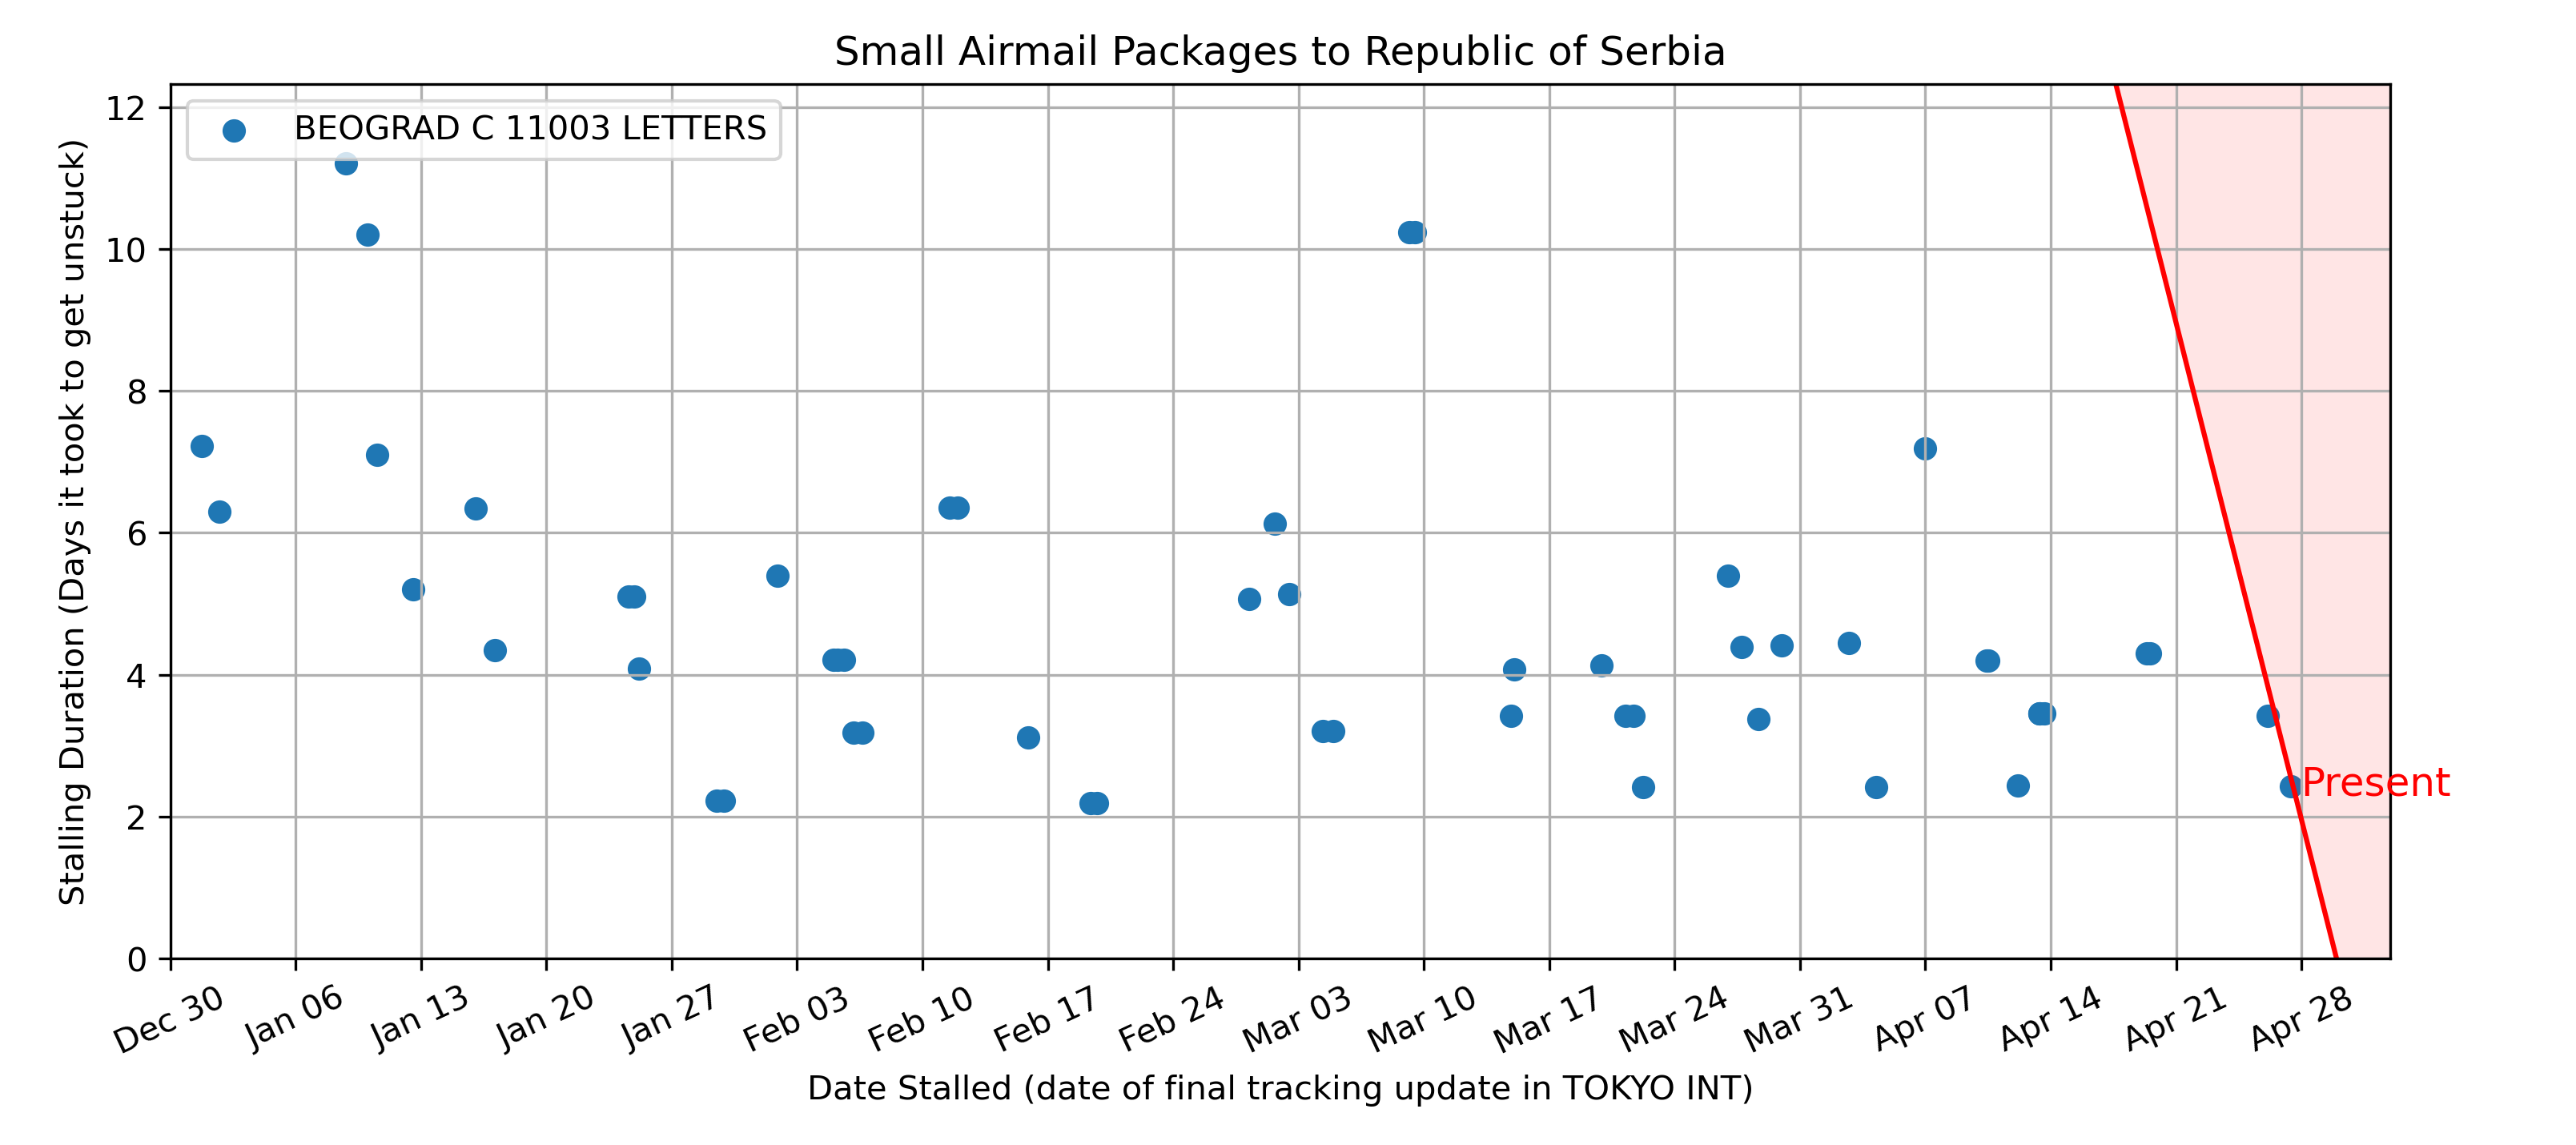 Small Airmail Packages to Republic of Serbia
BEOGRAD C 11003 LETTERS
Stalling Duration (Days it took to get unstuck)
12
10
8
6
4
2
0
Present
Dec 30
Jan 06
Jan 13
Jan 20
Jan 27
Feb 03
Feb 10
Feb 17
Feb 24
Mar 03
Mar 10
Mar 17
Mar 24
Mar 31
Apr 07
Apr 14
Apr 21
Apr 28
Date Stalled (date of final tracking update in TOKYO INT)